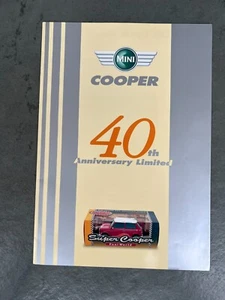 MINI
COOPER
40th
Anniversary Limited
Super Cooper